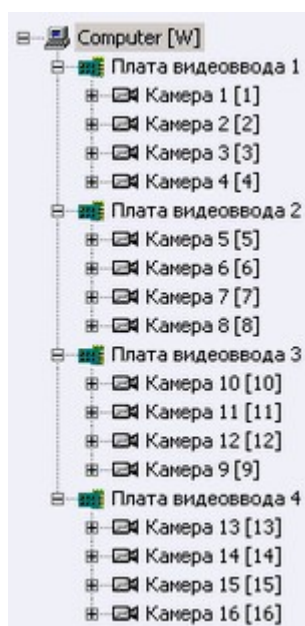 Computer [W]
Плата видеоввода 1
Камера 1 [1]
Камера 2 [2]
Камера 3 [3]
Камера 4 [4]
Плата видеоввода 2
Камера 5 [5]
Камера 6 [6]
Камера 7 [7]
Камера 8 [8]
Плата видеоввода 3
Камера 10 [10]
Камера 11 [11]
Камера 12 [12]
Камера 9 [9]
Плата видеоввода 4
Камера 13 [13]
Камера 14 [14]
Камера 15 [15]
Камера 16 [16]